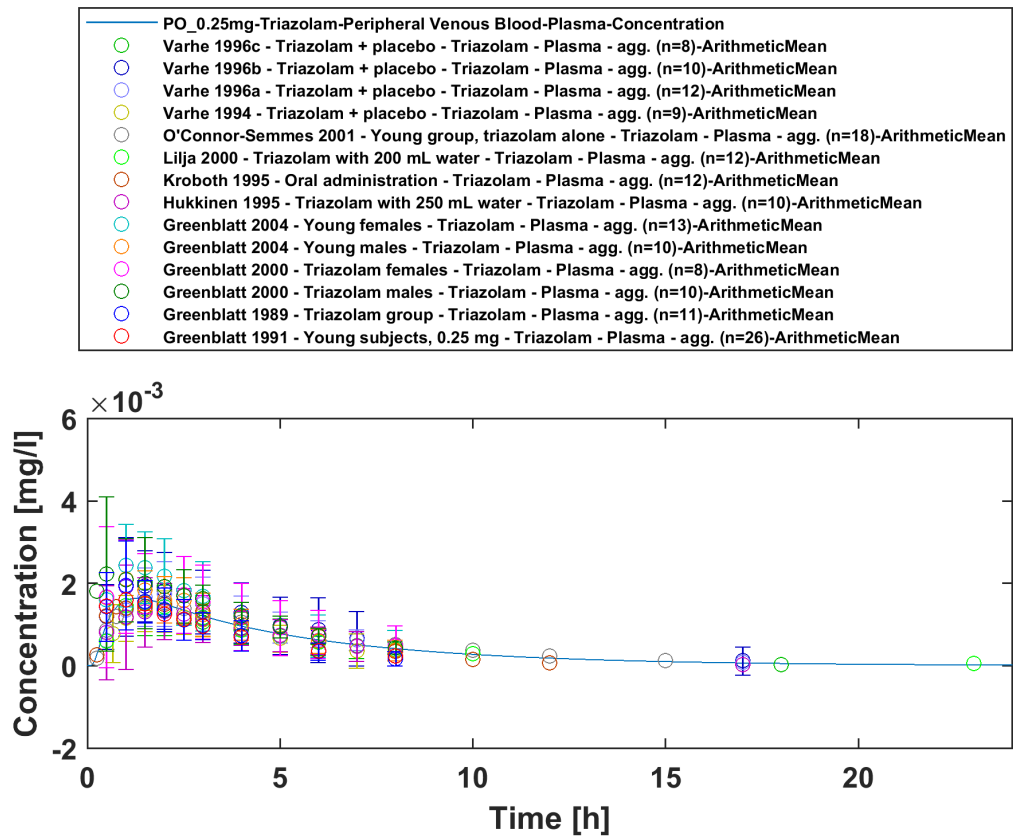 PO_0.25mg-Triazolam-Peripheral Venous Blood-Plasma-Concentration
Varhe 1996c - Triazolam + placebo - Triazolam - Plasma - agg. (n=8)-ArithmeticMean
Varhe 1996b - Triazolam + placebo - Triazolam - Plasma - agg. (n=10)-ArithmeticMean
Varhe 1996a - Triazolam + placebo - Triazolam - Plasma - agg. (n=12)-ArithmeticMean
Varhe 1994 - Triazolam + placebo - Triazolam - Plasma - agg. (n=9)-ArithmeticMean
O'Connor-Semmes 2001 - Young group, triazolam alone - Triazolam - Plasma - agg. (n=18)-ArithmeticMean
Lilja 2000 - Triazolam with 200 mL water - Triazolam - Plasma - agg. (n=12)-ArithmeticMean
Kroboth 1995 - Oral administration - Triazolam - Plasma - agg. (n=12)-ArithmeticMean
Hukkinen 1995 - Triazolam with 250 mL water - Triazolam - Plasma - agg. (n=10)-ArithmeticMean
Greenblatt 2004 - Young females - Triazolam - Plasma - agg. (n=13)-ArithmeticMean
Greenblatt 2004 - Young males - Triazolam - Plasma - agg. (n=10)-ArithmeticMean
Greenblatt 2000 - Triazolam females - Triazolam - Plasma - agg. (n=8)-ArithmeticMean
Greenblatt 2000 - Triazolam males - Triazolam - Plasma - agg. (n=10)-ArithmeticMean
Greenblatt 1989 - Triazolam group - Triazolam - Plasma - agg. (n=11)-ArithmeticMean
Greenblatt 1991 - Young subjects, 0.25 mg - Triazolam - Plasma - agg. (n=26)-ArithmeticMean
×10⁻³
6
4
2
0
-2
Concentration [mg/l]
0 5 10 15 20
Time [h]